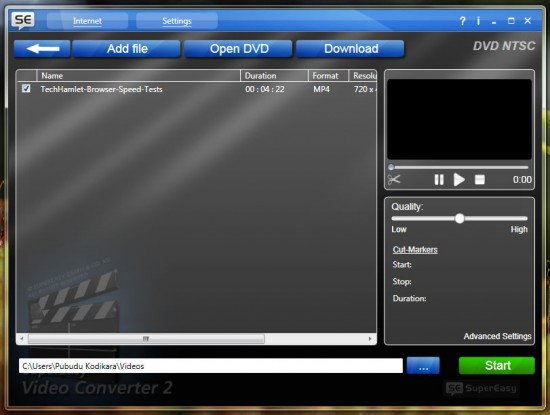 SE Internet Settings ? i
Add file Open DVD Download DVD NTSC
Name Duration Format Resolu
TechHamlet-Browser-Speed-Tests 00 : 04 : 22 MP4 720 x
0:00
Quality:
Low High
Cut-Markers
Start:
Stop:
Duration:
Advanced Settings
C:\Users\Pubudu Kodikara\Videos ... Start
Video Converter 2 SE SuperEasy